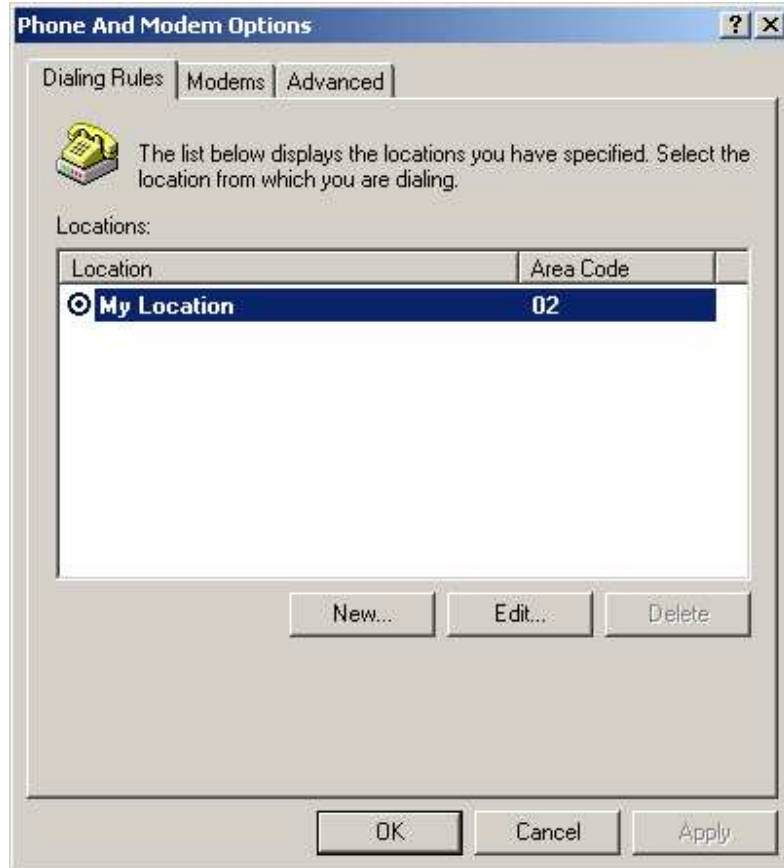 Phone And Modem Options
Dialing Rules Modems Advanced
The list below displays the locations you have specified. Select the
location from which you are dialing.
Locations:
Location Area Code
My Location 02
New... Edit... Delete
OK Cancel Apply